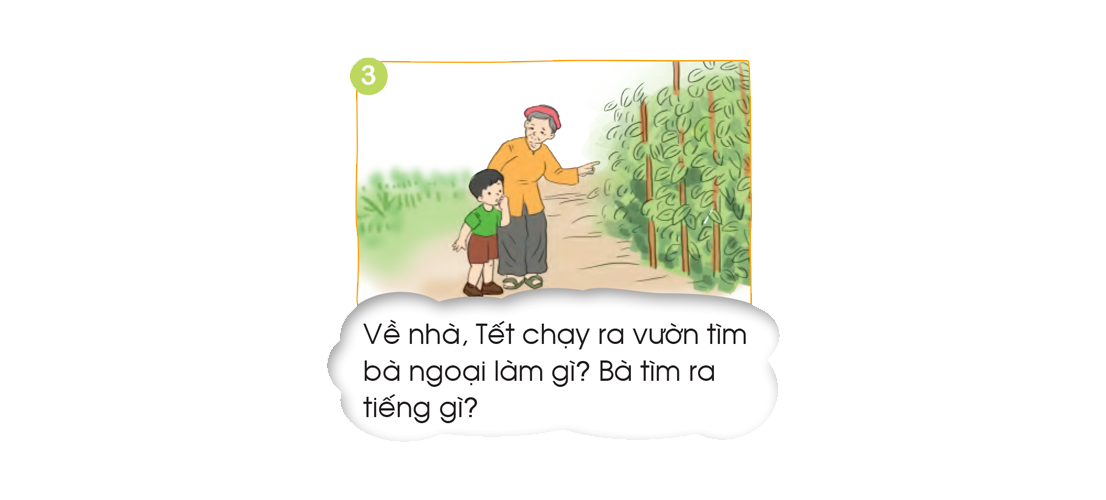 3
Về nhà, Tết chạy ra vườn tìm
bà ngoại làm gì? Bà tìm ra
tiếng gì?